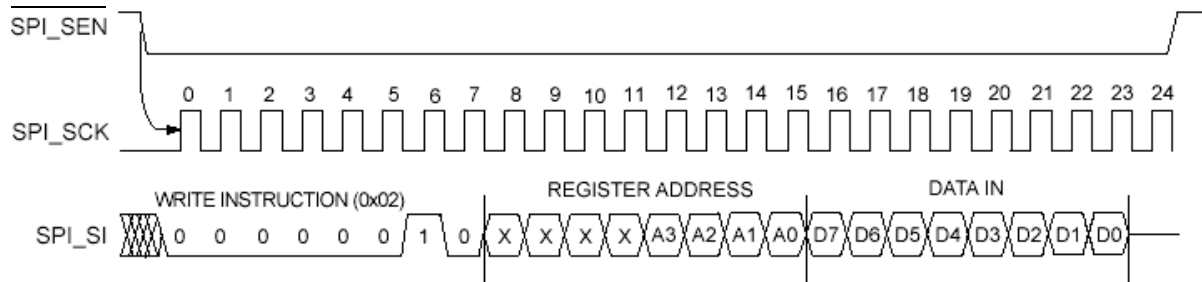 SPI_SEN
0 1 2 3 4 5 6 7 8 9 10 11 12 13 14 15 16 17 18 19 20 21 22 23 24
SPI_SCK
WRITE INSTRUCTION (0x02) REGISTER ADDRESS DATA IN
SPI_SI 0 0 0 0 0 0 1 0 X X X X A3 A2 A1 A0 D7 D6 D5 D4 D3 D2 D1 D0